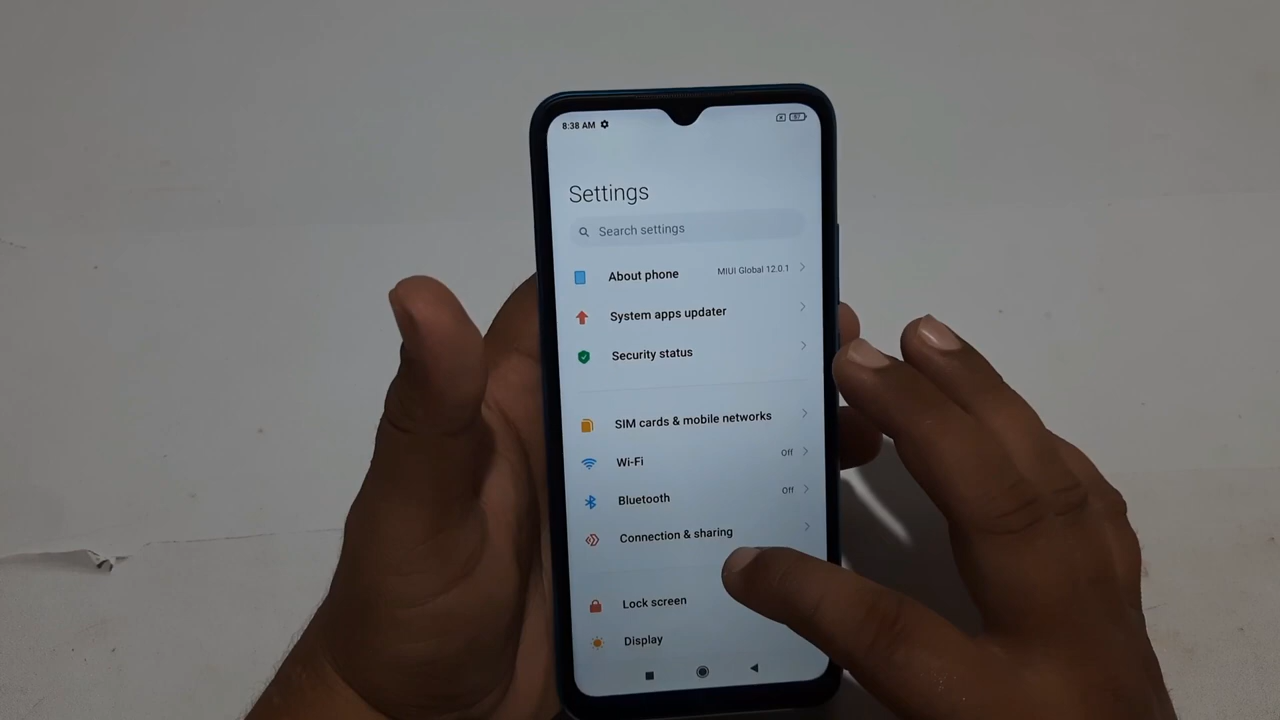 8:38 AM
Settings
Search settings
About phone MIUI Global 12.0.1
System apps updater
Security status
SIM cards & mobile networks
Wi-Fi Off
Bluetooth Off
Connection & sharing
Lock screen
Display